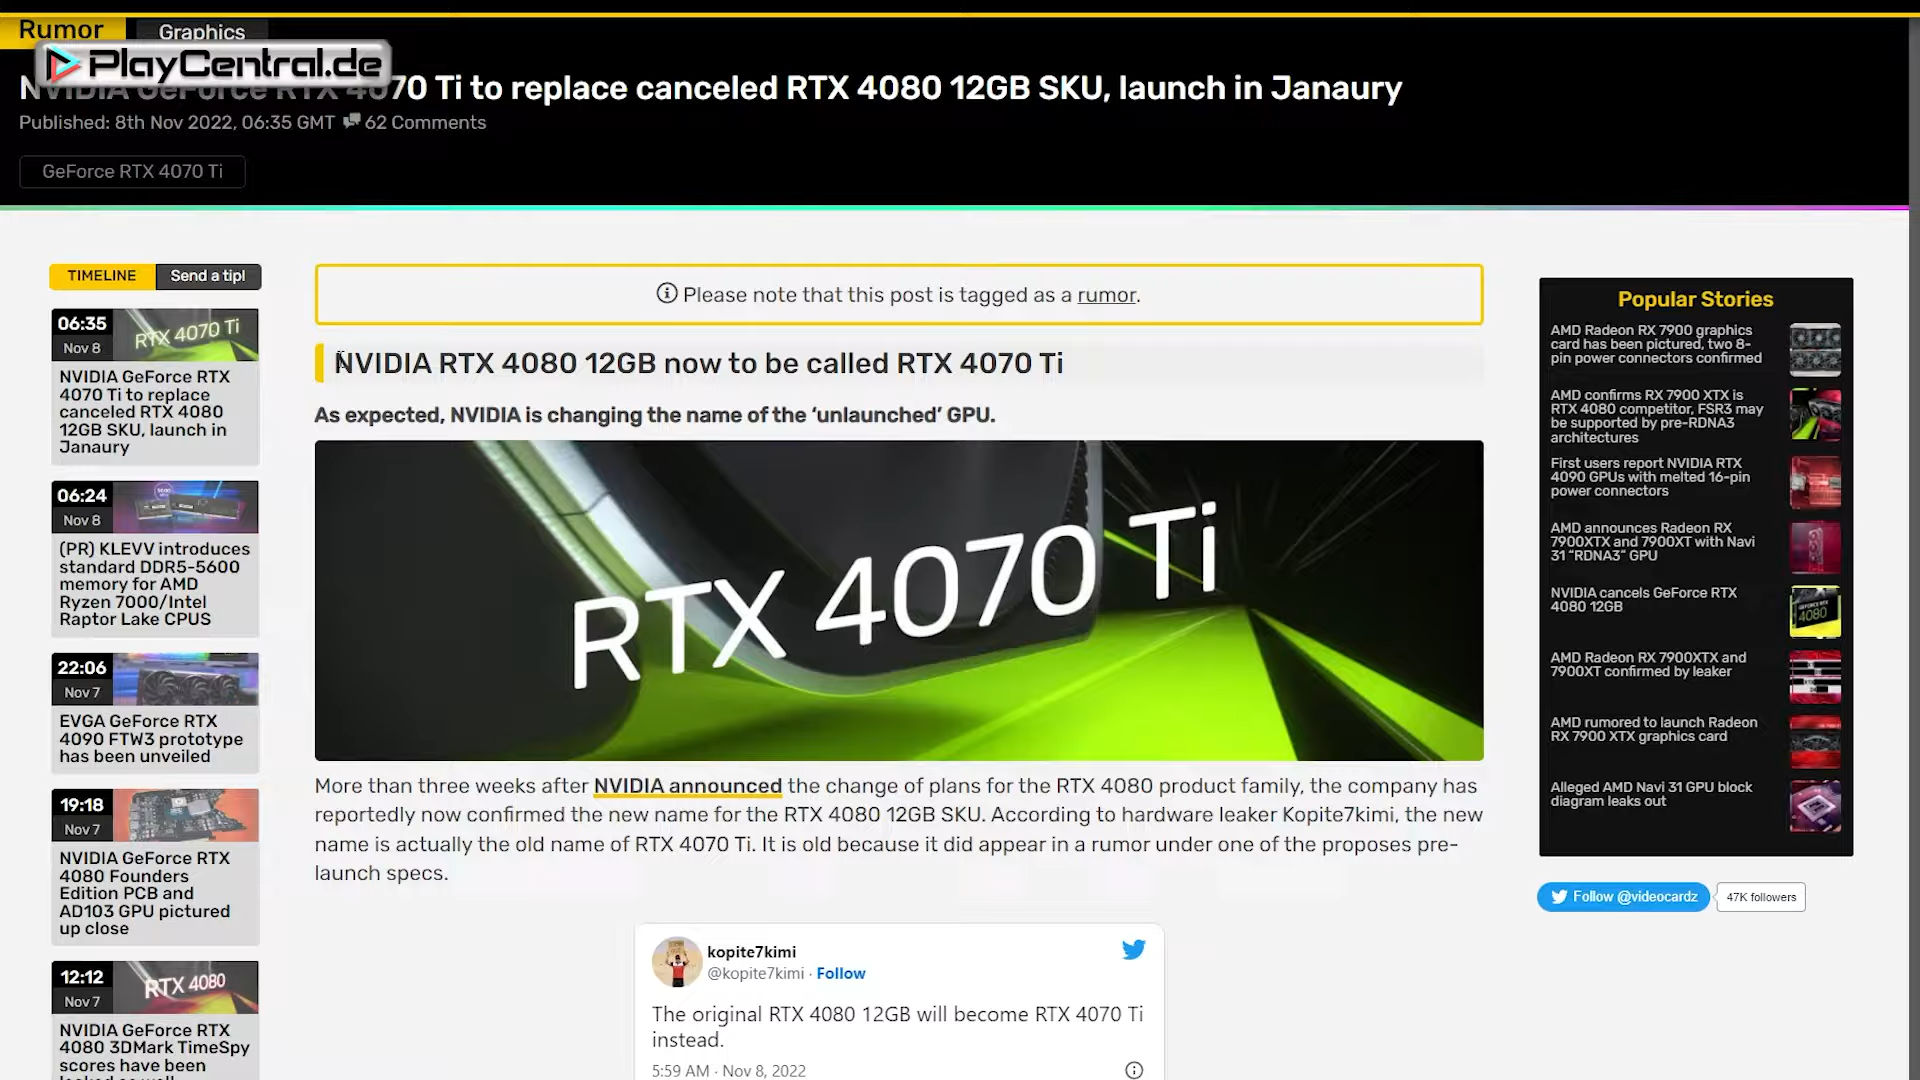 Rumor
Graphics
PlayCentral.de
NVIDIA GeForce RTX 4070 Ti to replace canceled RTX 4080 12GB SKU, launch in Janaury
Published: 8th Nov 2022, 06:35 GMT 62 Comments
GeForce RTX 4070 Ti
TIMELINE
Send a tip!
06:35
Nov 8
RTX 4070 Ti
NVIDIA GeForce RTX
4070 Ti to replace
canceled RTX 4080
12GB SKU, launch in
Janaury
06:24
Nov 8
(PR) KLEVV introduces
standard DDR5-5600
memory for AMD
Ryzen 7000/Intel
Raptor Lake CPUS
22:06
Nov 7
EVGA GeForce RTX
4090 FTW3 prototype
has been unveiled
19:18
Nov 7
NVIDIA GeForce RTX
4080 Founders
Edition PCB and
AD103 GPU pictured
up close
12:12
Nov 7
RTX 4080
NVIDIA GeForce RTX
4080 3DMark TimeSpy
scores have been
leaked as well
Please note that this post is tagged as a rumor.
NVIDIA RTX 4080 12GB now to be called RTX 4070 Ti
As expected, NVIDIA is changing the name of the ‘unlaunched’ GPU.
RTX 4070 Ti
More than three weeks after NVIDIA announced the change of plans for the RTX 4080 product family, the company has
reportedly now confirmed the new name for the RTX 4080 12GB SKU. According to hardware leaker Kopite7kimi, the new
name is actually the old name of RTX 4070 Ti. It is old because it did appear in a rumor under one of the proposes pre-
launch specs.
kopite7kimi
@kopite7kimi · Follow
The original RTX 4080 12GB will become RTX 4070 Ti
instead.
5:59 AM · Nov 8, 2022
Popular Stories
AMD Radeon RX 7900 graphics
card has been pictured, two 8-
pin power connectors confirmed
AMD confirms RX 7900 XTX is
RTX 4080 competitor, FSR3 may
be supported by pre-RDNA3
architectures
First users report NVIDIA RTX
4090 GPUs with melted 16-pin
power connectors
AMD announces Radeon RX
7900XTX and 7900XT with Navi
31 “RDNA3” GPU
NVIDIA cancels GeForce RTX
4080 12GB
GEFORCE RTX
4080
AMD Radeon RX 7900XTX and
7900XT confirmed by leaker
AMD rumored to launch Radeon
RX 7900 XTX graphics card
Alleged AMD Navi 31 GPU block
diagram leaks out
Follow @videocardz
47K followers